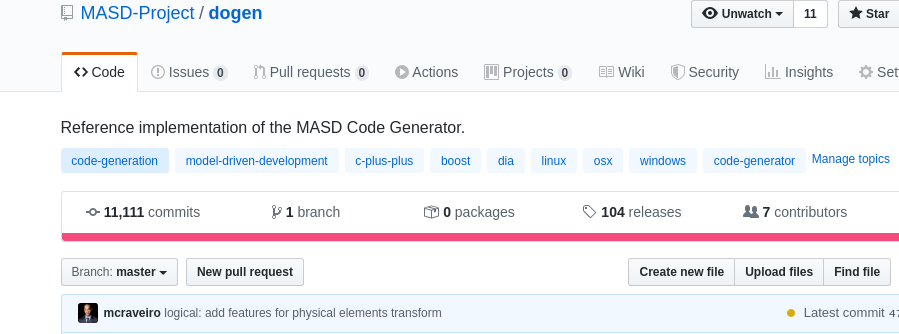 MASD-Project / dogen
Unwatch 11 Star
Code Issues 0 Pull requests 0 Actions Projects 0 Wiki Security Insights
Reference implementation of the MASD Code Generator.
code-generation model-driven-development c-plus-plus boost dia linux osx windows code-generator Manage topics
11,111 commits 1 branch 0 packages 104 releases 7 contributors
Branch: master New pull request Create new file Upload files Find file
mcraveiro logical: add features for physical elements transform Latest commit